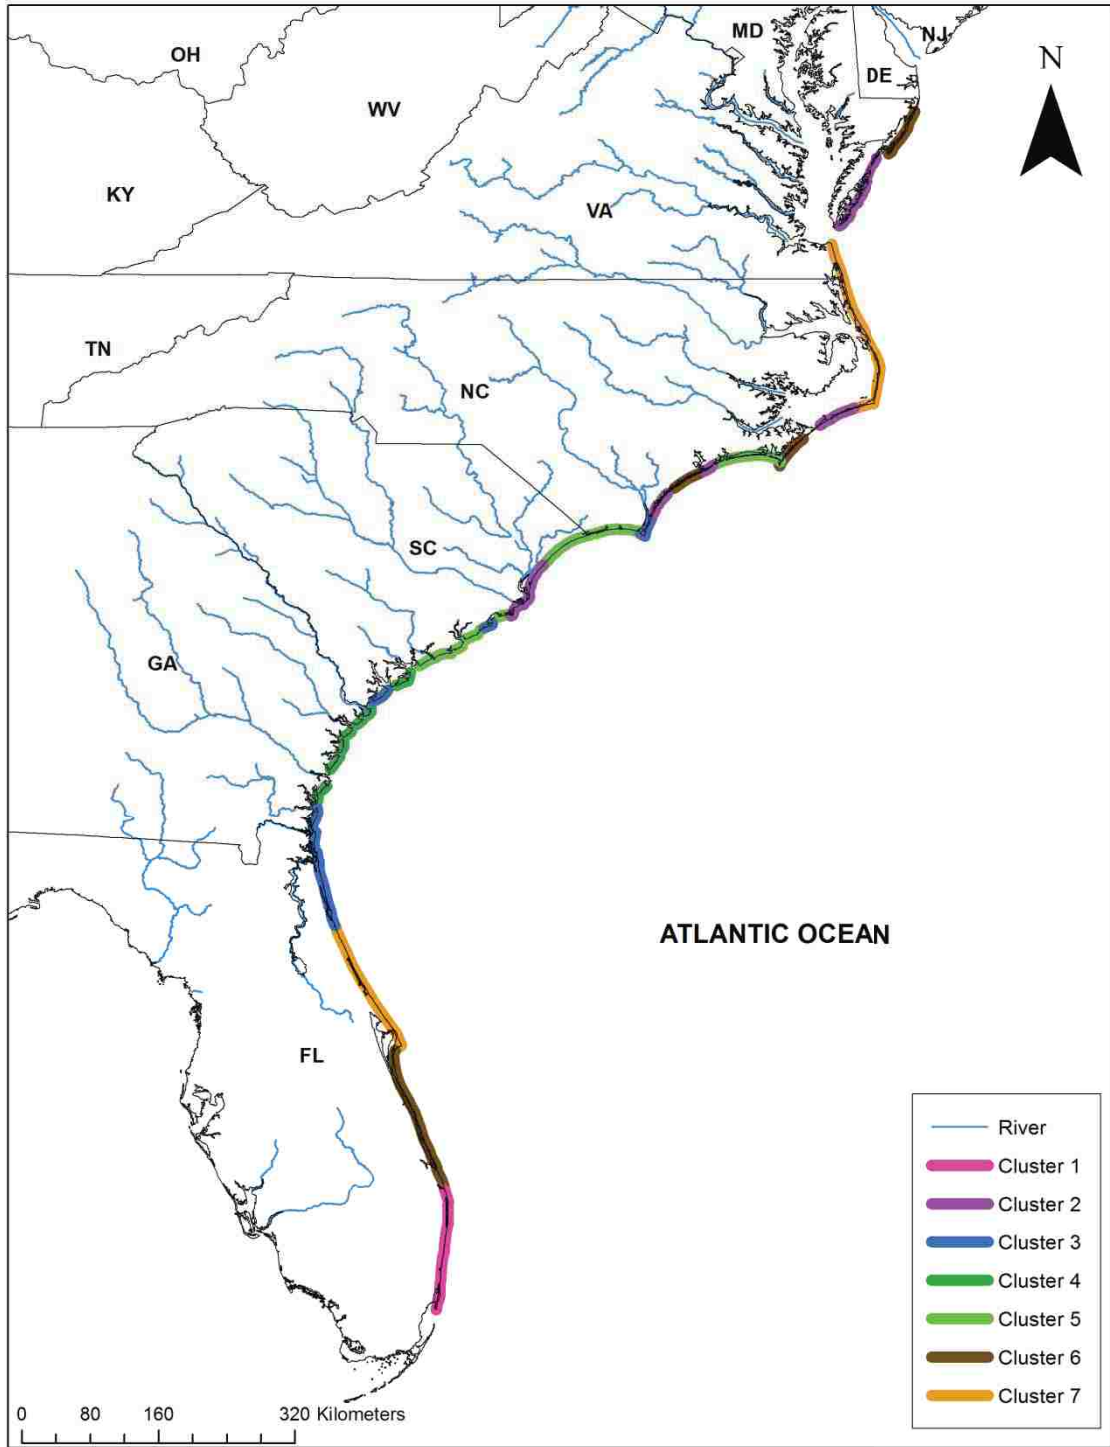 OH
MD
NJ
N
DE
WV
KY
VA
TN
NC
SC
GA
ATLANTIC OCEAN
FL
River
Cluster 1
Cluster 2
Cluster 3
Cluster 4
Cluster 5
Cluster 6
Cluster 7
0 80 160 320 Kilometers